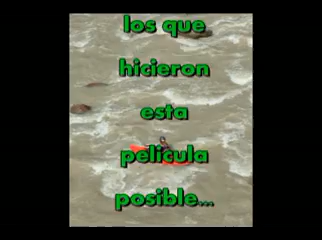 los que
hicieron
esta
pelicula
posible...